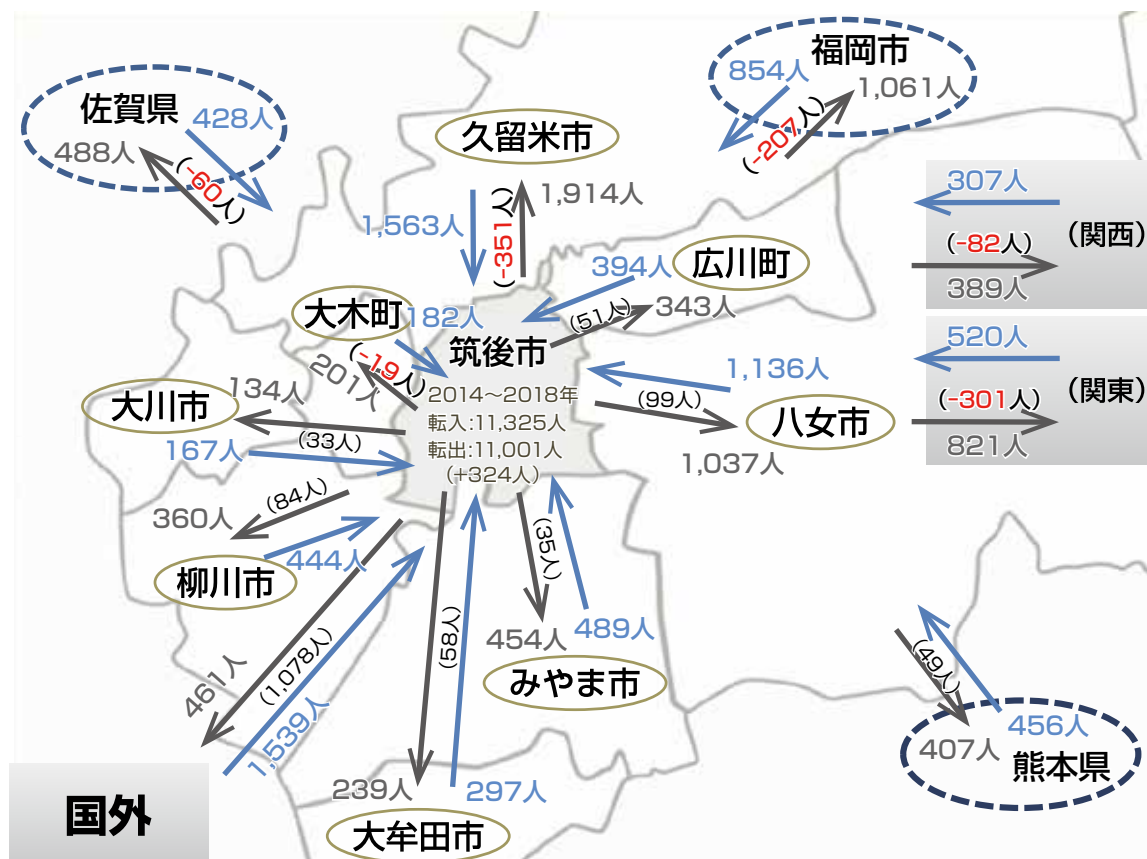 福岡市
854人
1,061人
(-207人)
佐賀県
428人
488人
(-60人)
久留米市
1,563人
(-351人)
1,914人
307人
(-82人)
(関西)
389人
広川町
394人
(51人)
343人
大木町
182人
(-19人)
201人
筑後市
2014～2018年
転入:11,325人
転出:11,001人
(+324人)
520人
(-301人)
(関東)
821人
1,136人
(99人)
八女市
1,037人
134人
大川市
(33人)
167人
(84人)
360人
444人
柳川市
(35人)
454人
489人
みやま市
(58人)
461人
(1,078人)
1,539人
国外
239人
297人
大牟田市
(49人)
456人
407人
熊本県